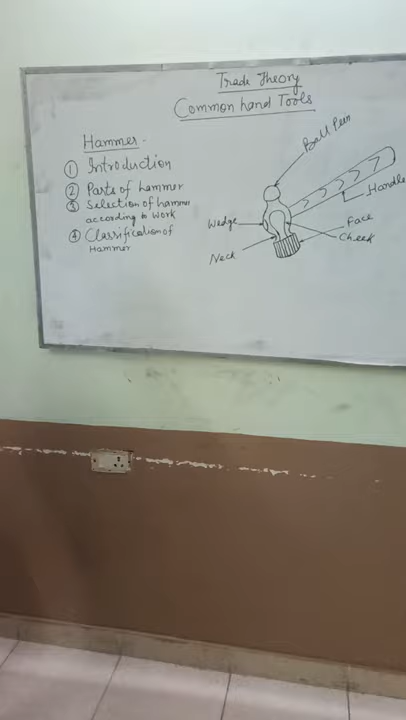 Trade Theory
Common hand Tools
Hammer -
① Introduction
② Parts of hammer
③ Selection of hammer
according to work
④ Classification of
Hammer
Ball Pein
Handle
Wedge
Face
Cheek
Neck